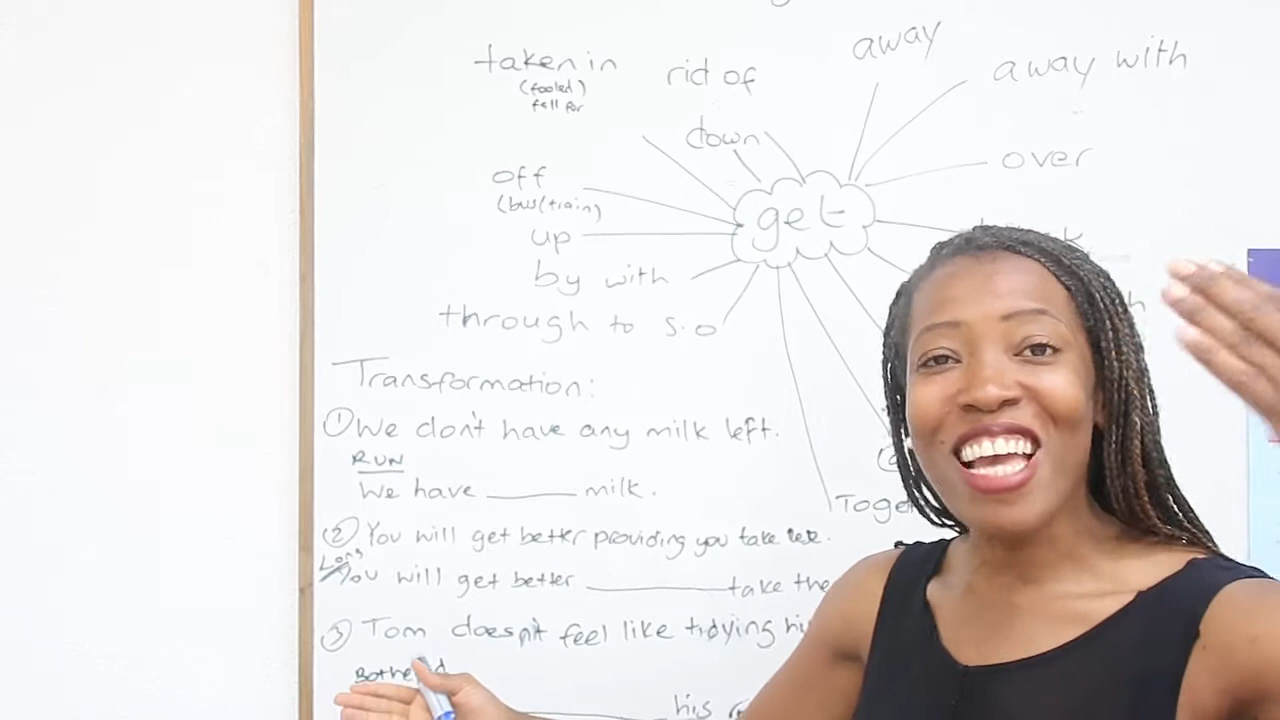 away
away with
taken in
(fooled)
fall for
rid of
down
over
off
(bus(train)
get
up
by with
through to s.o
Transformation:
① We don't have any milk left.
RUN
We have ______ milk.
② You will get better providing you take
Long
You will get better ______ take the
③ Tom doesn't feel like tidying
Bothered
Toge
his